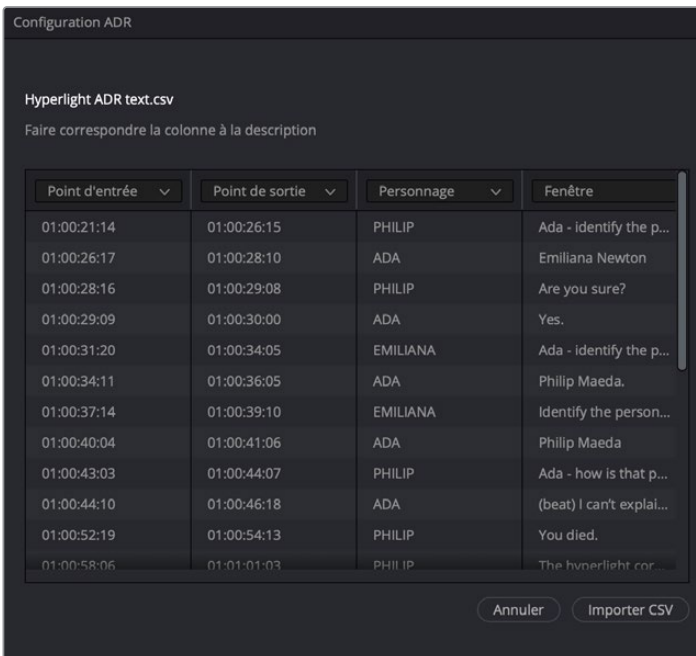 Configuration ADR
Hyperlight ADR text.csv
Faire correspondre la colonne à la description
Point d'entrée Point de sortie Personnage Fenêtre
01:00:21:14 01:00:26:15 PHILIP Ada - identify the p...
01:00:26:17 01:00:28:10 ADA Emiliana Newton
01:00:28:16 01:00:29:08 PHILIP Are you sure?
01:00:29:09 01:00:30:00 ADA Yes.
01:00:31:20 01:00:34:05 EMILIANA Ada - identify the p...
01:00:34:11 01:00:36:05 ADA Philip Maeda.
01:00:37:14 01:00:39:10 EMILIANA Identify the person...
01:00:40:04 01:00:41:06 ADA Philip Maeda
01:00:43:03 01:00:44:07 PHILIP Ada - how is that p...
01:00:44:10 01:00:46:18 ADA (beat) I can't explai...
01:00:52:19 01:00:54:13 PHILIP You died.
01:00:58:06 01:01:01:03 PHILIP The hyperlight cor...
Annuler Importer CSV